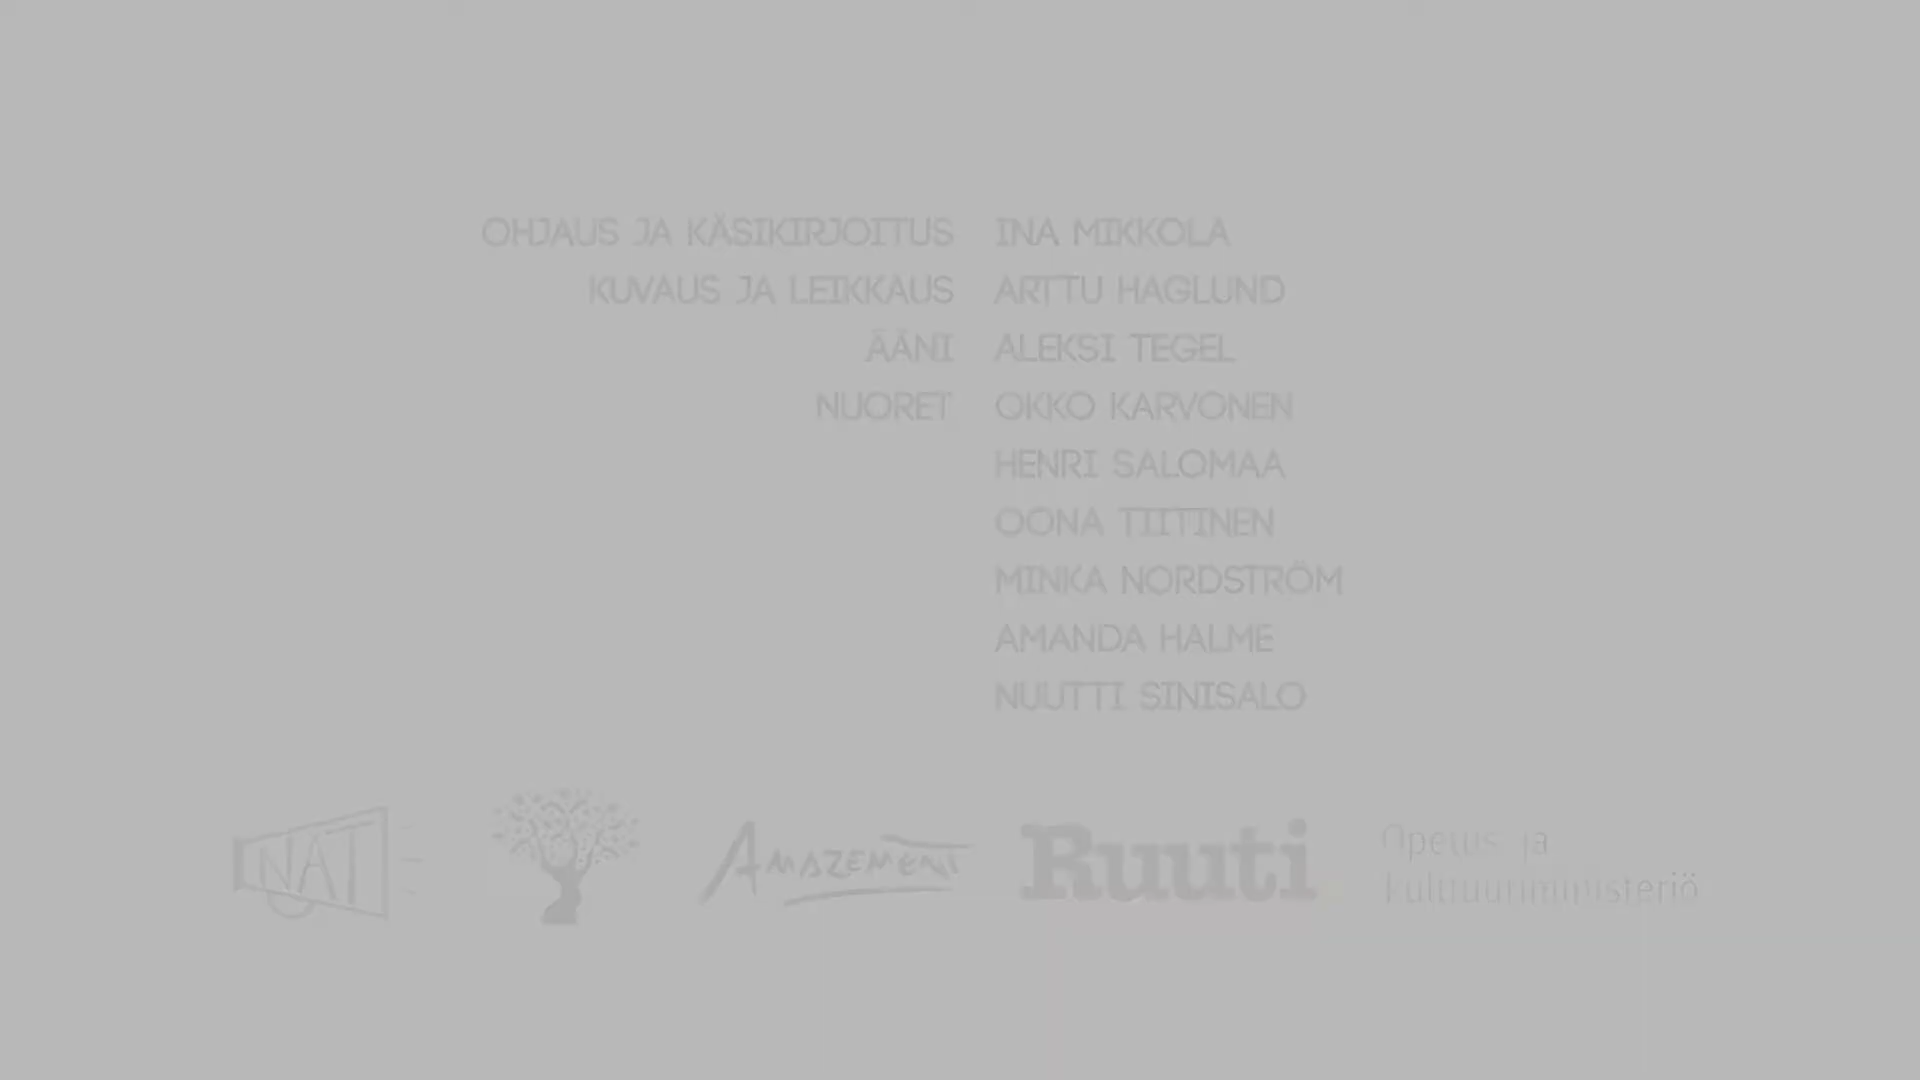 OHJAUS JA KÄSIKIRJOITUS INA MIKKOLA
KUVAUS JA LEIKKAUS ARTTU HAGLUND
ÄÄNI ALEKSI TEGEL
NUORET OKKO KARVONEN
HENRI SALOMAA
OONA TIITINEN
MINKA NORDSTRÖM
AMANDA HALME
NUUTTI SINISALO
NAT
AMAZEMENT
Ruuti
Opetus- ja
kulttuuriministeriö